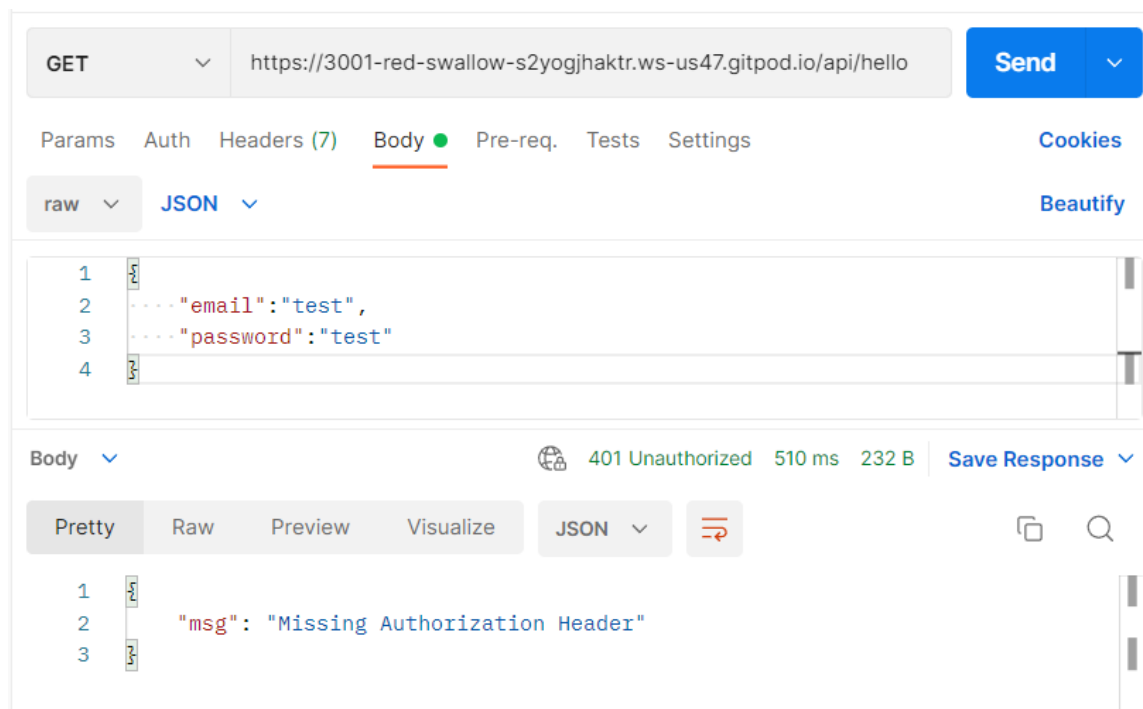 GET https://3001-red-swallow-s2yogjhaktr.ws-us47.gitpod.io/api/hello Send
Params Auth Headers (7) Body Pre-req. Tests Settings Cookies
raw JSON Beautify
1 {
2 ····"email":"test",
3 ····"password":"test"
4 }
Body 401 Unauthorized 510 ms 232 B Save Response
Pretty Raw Preview Visualize JSON
1 {
2 "msg": "Missing Authorization Header"
3 }